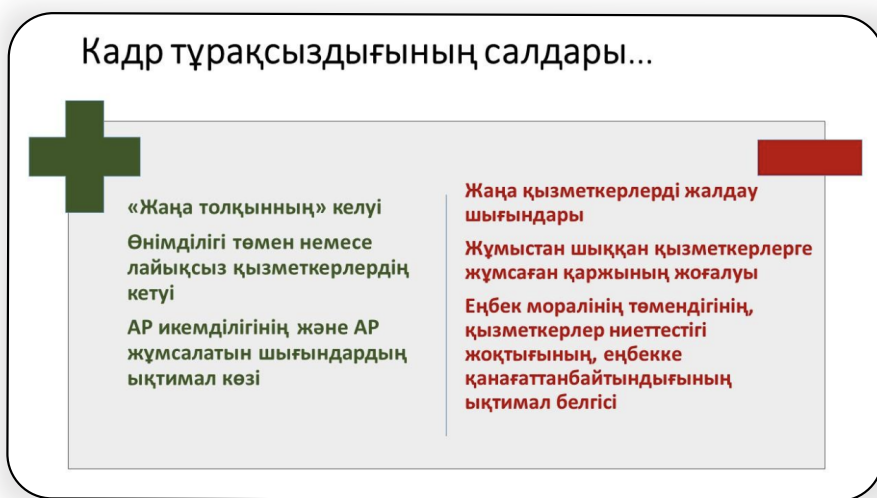 Кадр тұрақсыздығының салдары...
«Жаңа толқынның» келуі
Өнімділігі төмен немесе
лайықсыз қызметкерлердің
кетуі
АР икемділігінің және АР
жұмсалатын шығындардың
ықтимал көзі
Жаңа қызметкерлерді жалдау
шығындары
Жұмыстан шыққан қызметкерлерге
жұмсаған қаржының жоғалуы
Еңбек моралінің төмендігінің,
қызметкерлер ниеттестігі
жоқтығының, еңбекке
қанағаттанбайтындығының
ықтимал белгісі